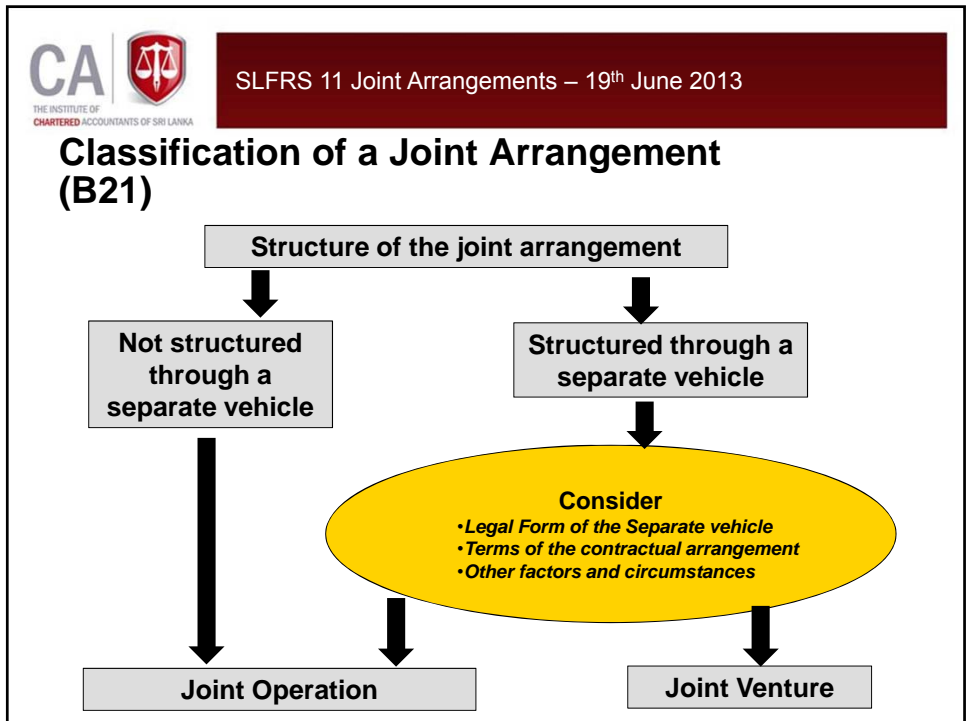 CA
THE INSTITUTE OF
CHARTERED ACCOUNTANTS OF SRI LANKA
SLFRS 11 Joint Arrangements – 19th June 2013
Classification of a Joint Arrangement
(B21)
Structure of the joint arrangement
Not structured
through a
separate vehicle
Structured through a
separate vehicle
Consider
•Legal Form of the Separate vehicle
•Terms of the contractual arrangement
•Other factors and circumstances
Joint Operation
Joint Venture